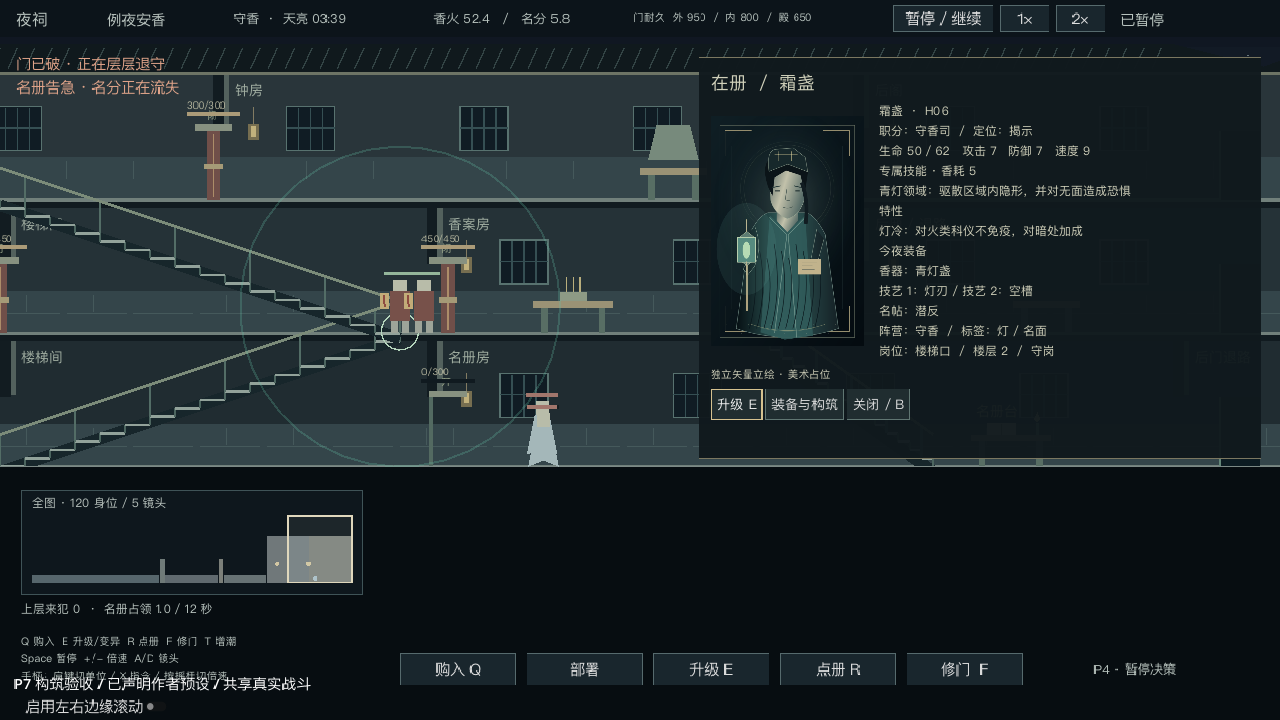 夜祠
例夜安香
守香 · 天亮 03:39
香火 52.4 / 名分 5.8
门耐久 外 950 / 内 800 / 殿 650
暂停 / 继续
1×
2×
已暂停
门已破 · 正在层层退守
名册告急 · 名分正在流失
300/300
钟房
450/450
香案房
楼梯间
名册房
0/300
在册 / 霜盏
霜盏 · H06
职分: 守香司 / 定位: 揭示
生命 50 / 62 攻击 7 防御 7 速度 9
专属技能 · 香耗 5
青灯领域: 驱散区域内隐形，并对无面造成恐惧
特性
灯冷: 对火类科仪不免疫，对暗处加成
今夜装备
香器: 青灯盏
技艺 1: 灯刃 / 技艺 2: 空槽
名帖: 潜反
阵营: 守香 / 标签: 灯 / 名面
岗位: 楼梯口 / 楼层 2 / 守岗
独立矢量立绘 · 美术占位
升级 E
装备与构筑
关闭 / B
全图 · 120 身位 / 5 镜头
上层来犯 0 · 名册占领 1.0 / 12 秒
Q 购入 E 升级/变异 R 点册 F 修门 T 增潮
Space 暂停 +/− 倍速 A/D 镜头
P7 构筑验收 / 已声明作者预设 / 共享真实战斗
启用左右边缘滚动
购入 Q
部署
升级 E
点册 R
修门 F
P4 - 暂停决策